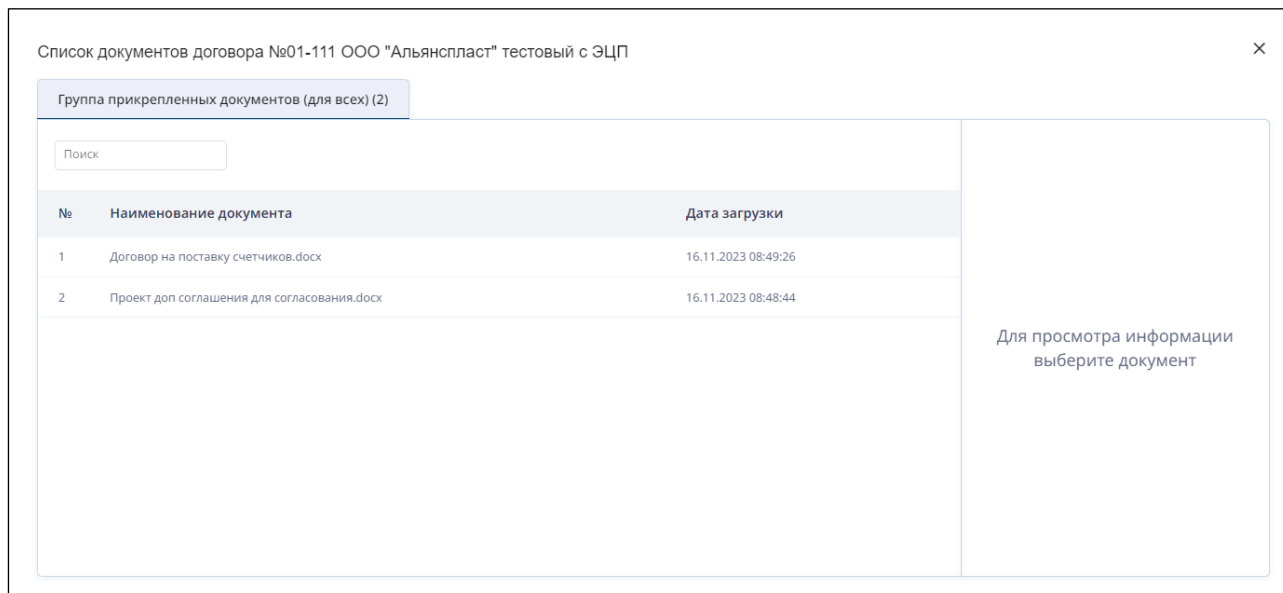 Список документов договора №01-111 ООО "Альянспласт" тестовый с ЭЦП
Группа прикрепленных документов (для всех) (2)
Поиск
№ Наименование документа Дата загрузки
1 Договор на поставку счетчиков.docx 16.11.2023 08:49:26
2 Проект доп соглашения для согласования.docx 16.11.2023 08:48:44
Для просмотра информации
выберите документ